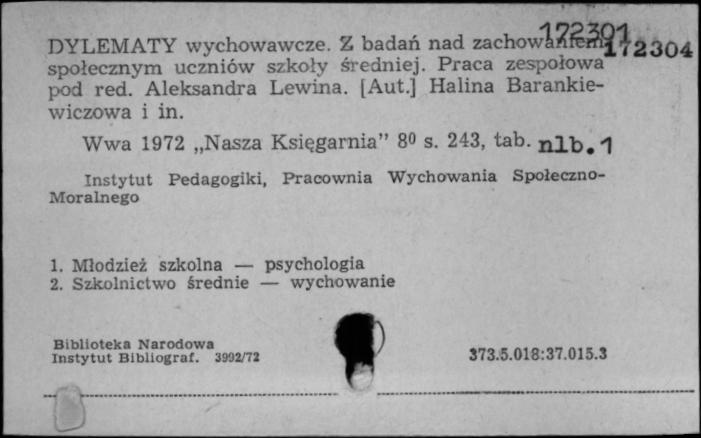 172301
172304
DYLEMATY wychowawcze. Z badań nad zachowaniem
społecznym uczniów szkoły średniej. Praca zespołowa
pod red. Aleksandra Lewina. [Aut.] Halina Barankie-
wiczowa i in.
Wwa 1972 „Nasza Księgarnia” 8⁰ s. 243, tab. nlb. 1
Instytut Pedagogiki, Pracownia Wychowania Społeczno-
Moralnego
1. Młodzież szkolna — psychologia
2. Szkolnictwo średnie — wychowanie
Biblioteka Narodowa
Instytut Bibliograf. 3992/72
373.5.018:37.015.3